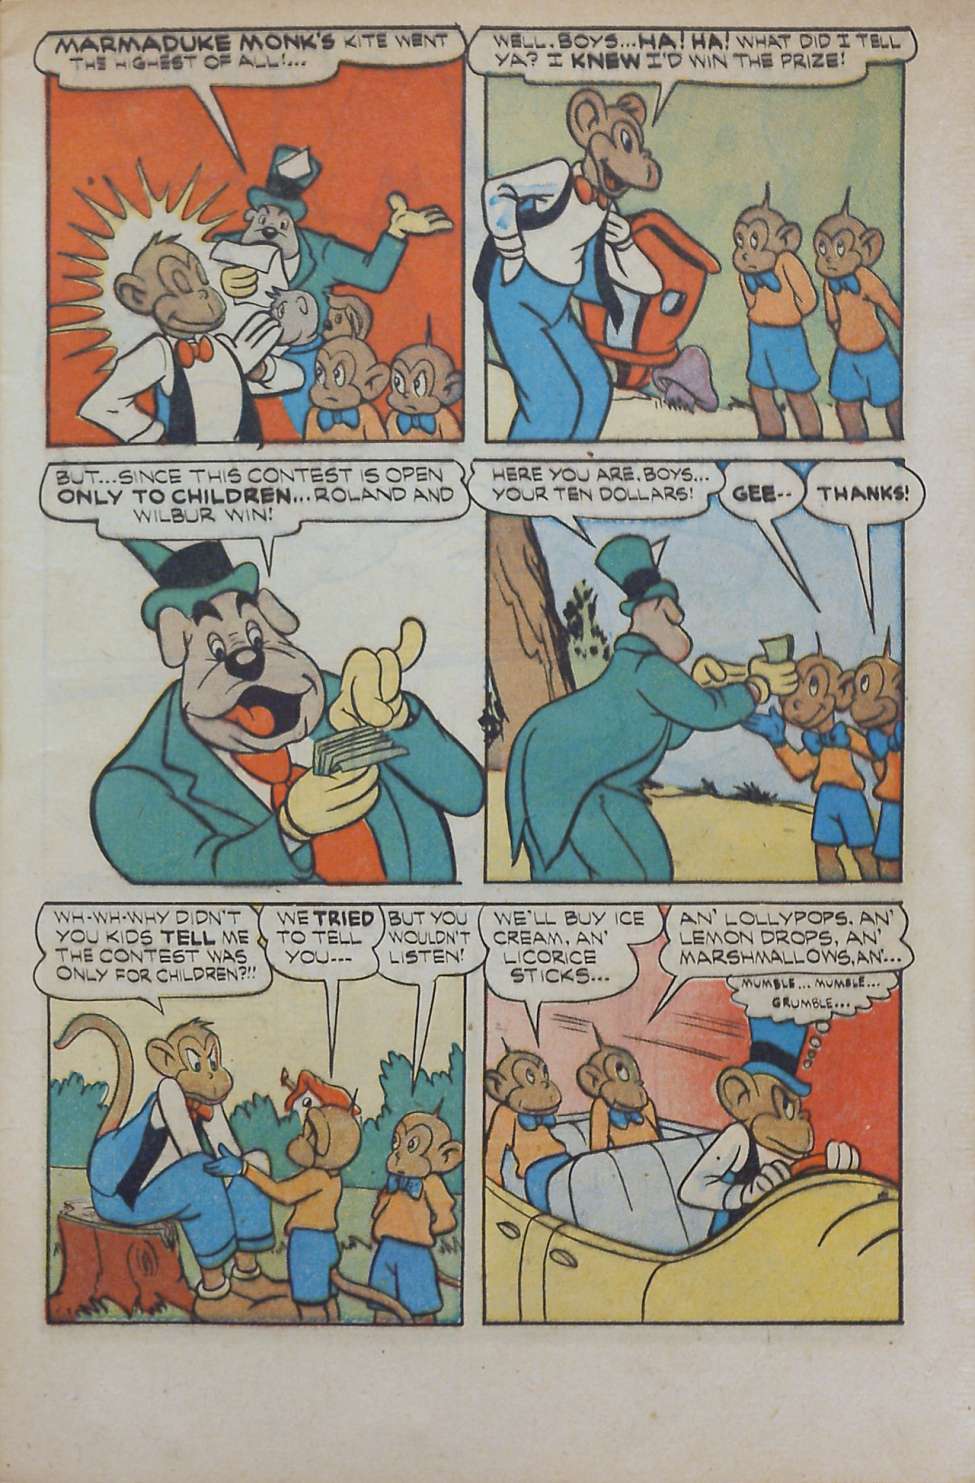 MARMADUKE MONK'S KITE WENT
THE HIGHEST OF ALL!...
WELL, BOYS... HA! HA! WHAT DID I TELL
YA? I KNEW I'D WIN THE PRIZE!
BUT...SINCE THIS CONTEST IS OPEN
ONLY TO CHILDREN... ROLAND AND
WILBUR WIN!
HERE YOU ARE, BOYS...
YOUR TEN DOLLARS!
GEE--
THANKS!
WH-WH-WHY DIDN'T
YOU KIDS TELL ME
THE CONTEST WAS
ONLY FOR CHILDREN?!!
WE TRIED
TO TELL
YOU---
BUT YOU
WOULDN'T
LISTEN!
WE'LL BUY ICE
CREAM, AN'
LICORICE
STICKS...
AN' LOLLYPOPS, AN'
LEMON DROPS, AN'
MARSHMALLOWS, AN'...
MUMBLE... MUMBLE...
GRUMBLE...